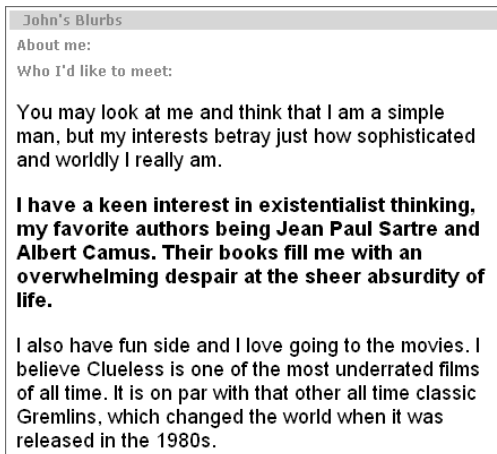 John's Blurbs
About me:
Who I'd like to meet:
You may look at me and think that I am a simple
man, but my interests betray just how sophisticated
and worldly I really am.
I have a keen interest in existentialist thinking,
my favorite authors being Jean Paul Sartre and
Albert Camus. Their books fill me with an
overwhelming despair at the sheer absurdity of
life.
I also have fun side and I love going to the movies. I
believe Clueless is one of the most underrated films
of all time. It is on par with that other all time classic
Gremlins, which changed the world when it was
released in the 1980s.